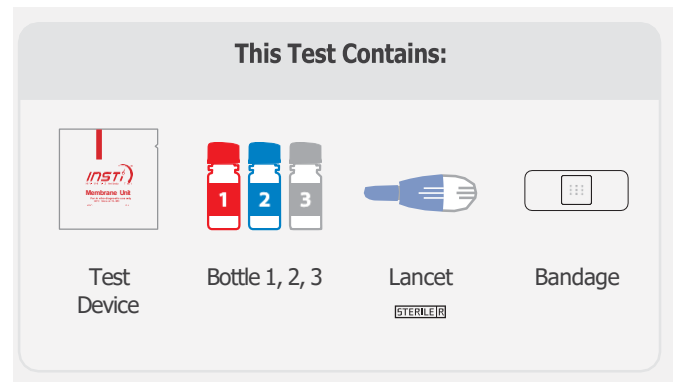 This Test Contains:
INSTI
Membrane Unit
1
2
3
Test
Device
Bottle 1, 2, 3
Lancet
STERILE R
Bandage